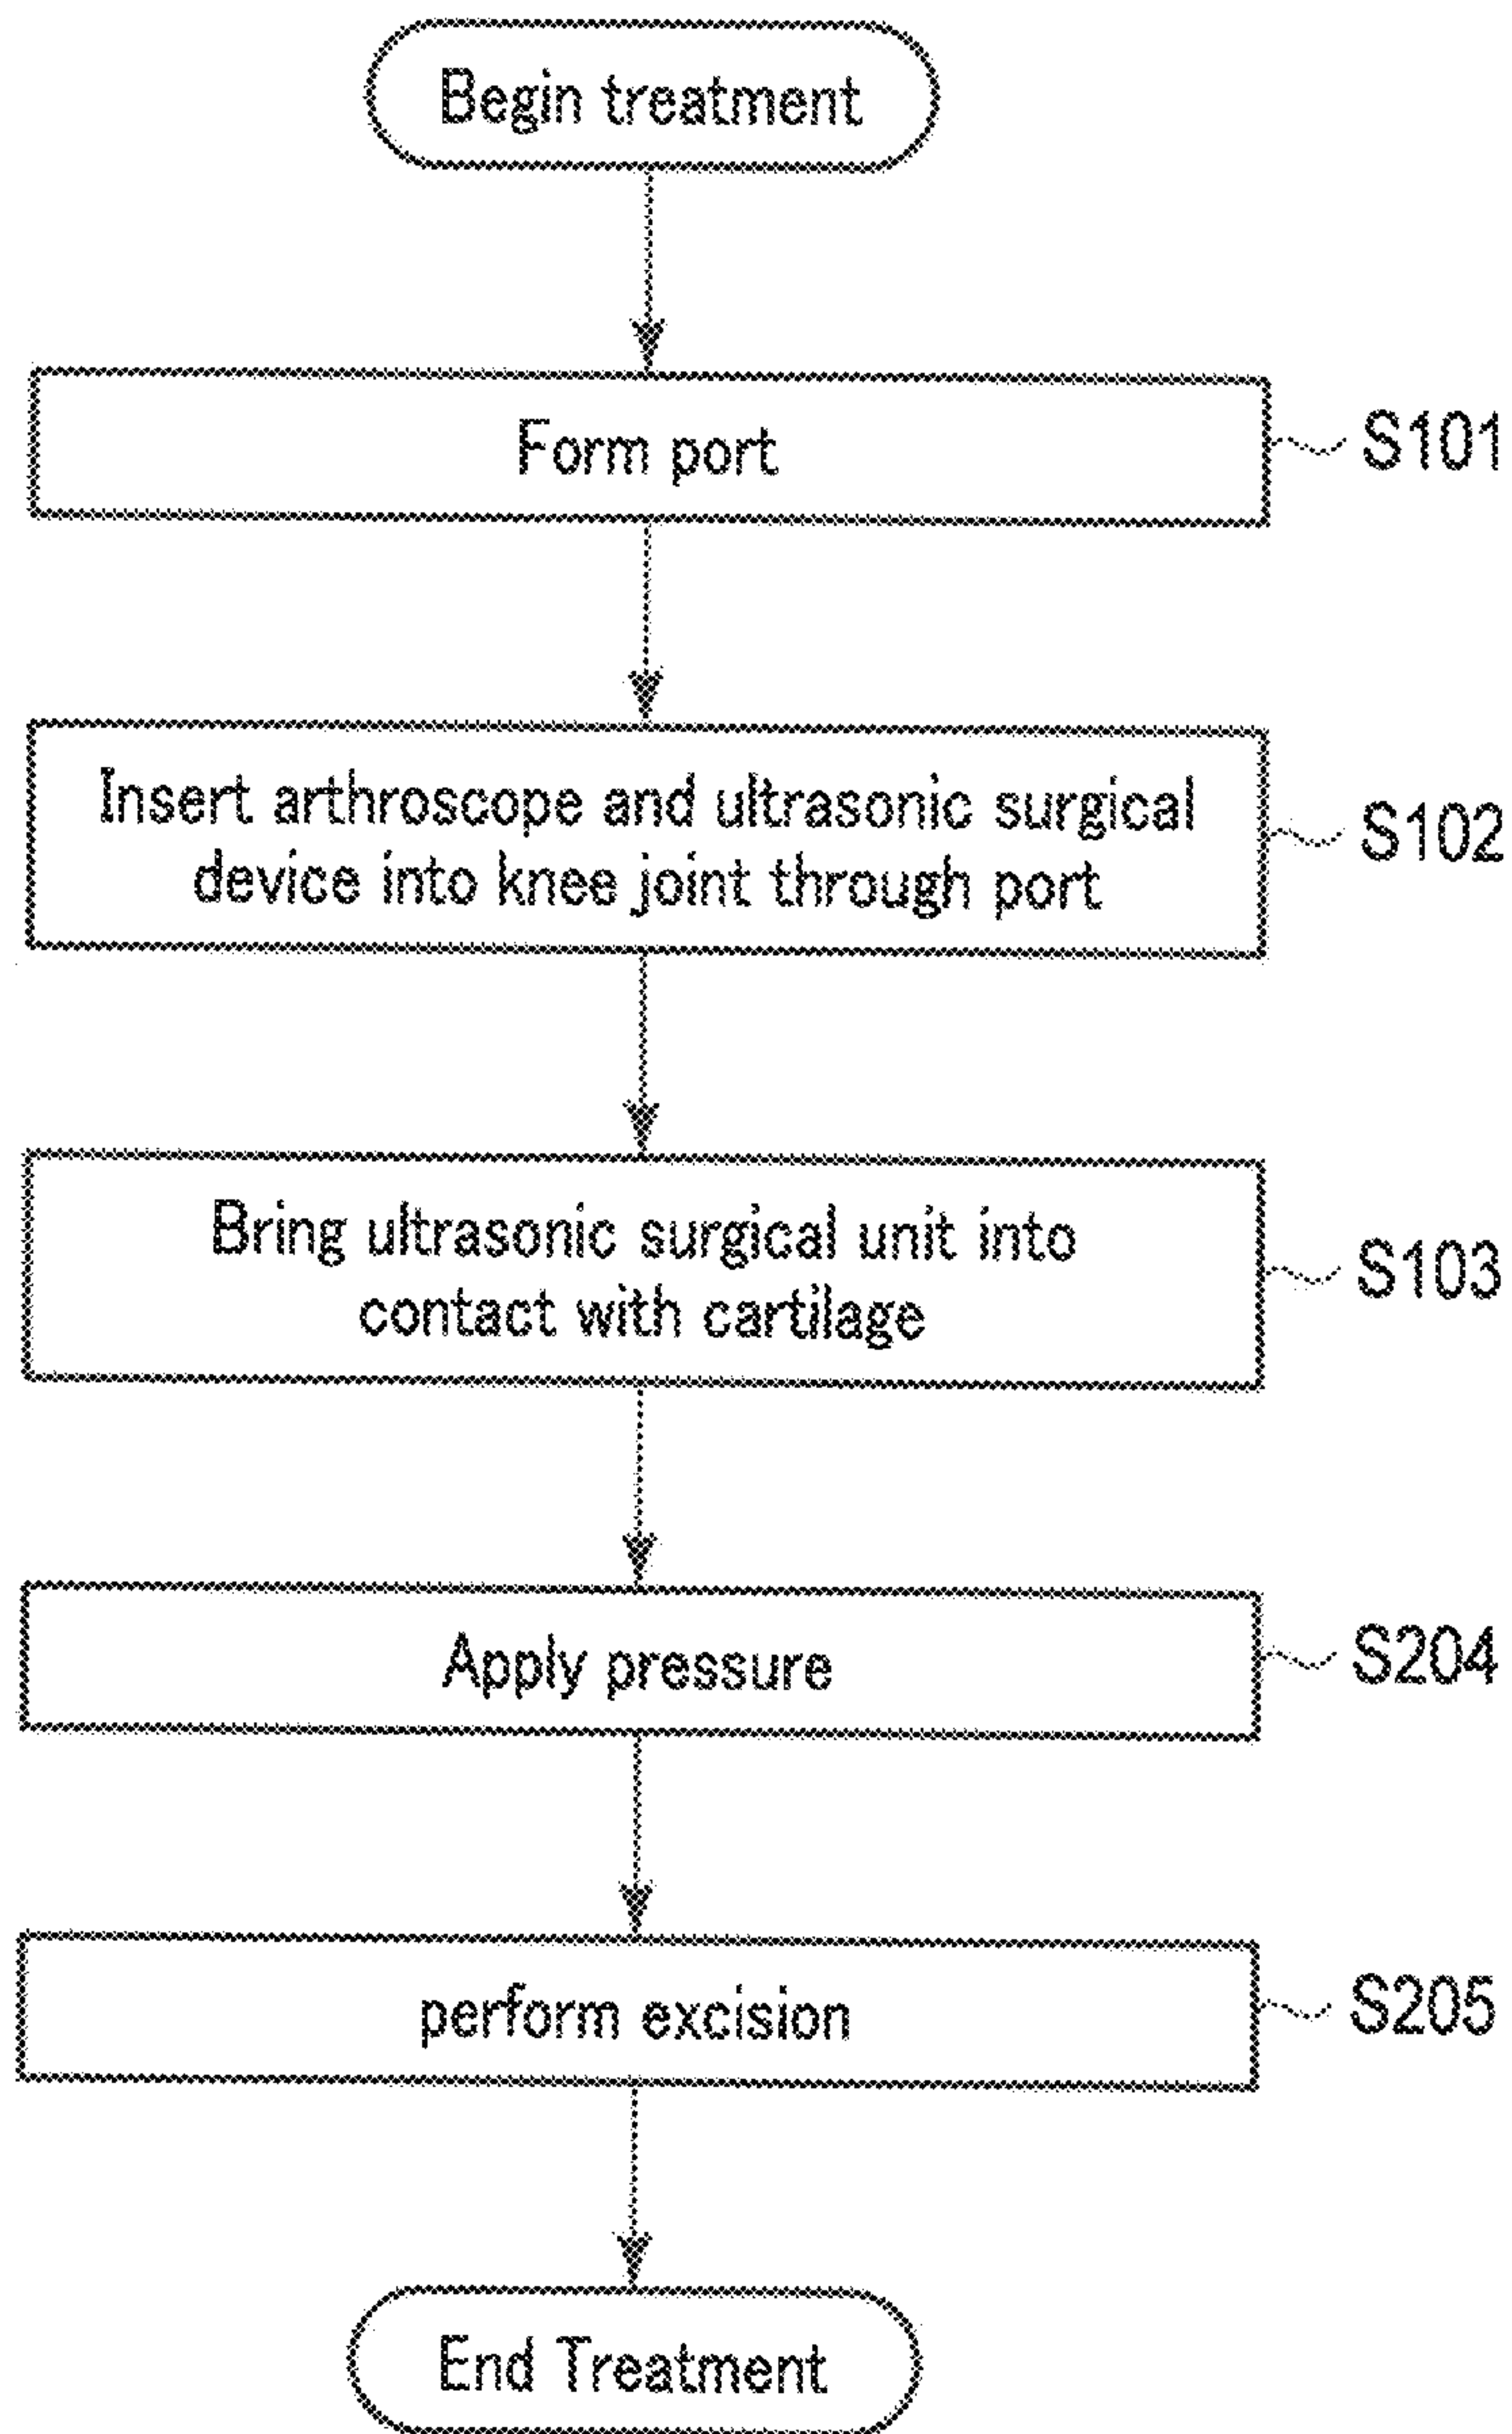 Begin treatment
Form port
S101
Insert arthroscope and ultrasonic surgical
device into knee joint through port
S102
Bring ultrasonic surgical unit into
contact with cartilage
S103
Apply pressure
S204
perform excision
S205
End Treatment